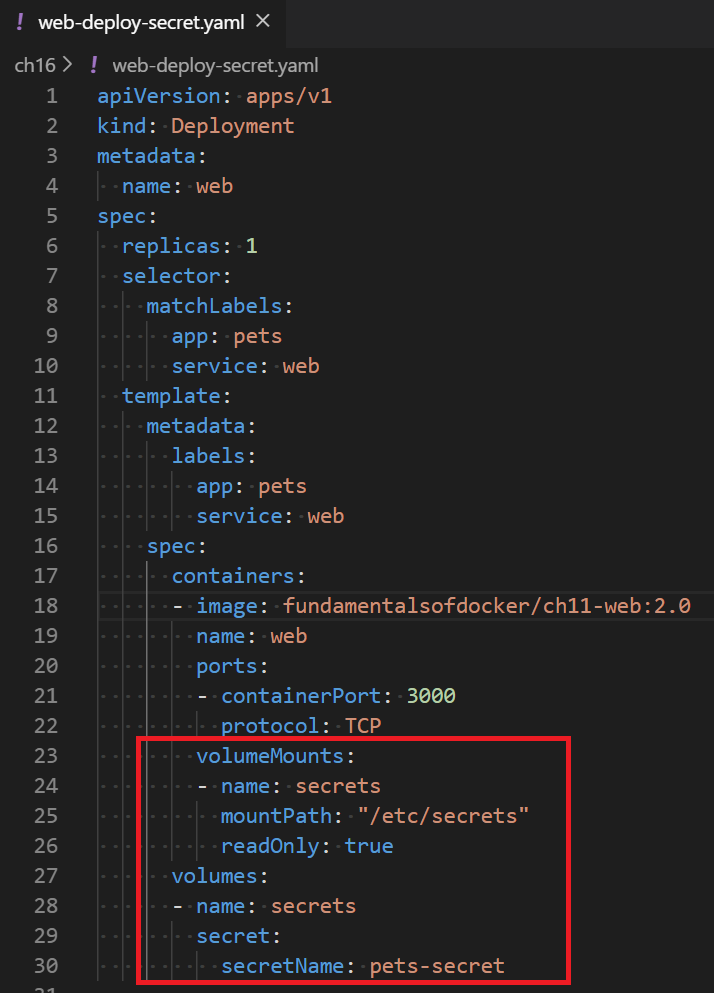 ! web-deploy-secret.yaml ×
ch16 > ! web-deploy-secret.yaml
1 apiVersion: apps/v1
2 kind: Deployment
3 metadata:
4   name: web
5 spec:
6   replicas: 1
7   selector:
8     matchLabels:
9       app: pets
10       service: web
11   template:
12     metadata:
13       labels:
14         app: pets
15         service: web
16     spec:
17       containers:
18       - image: fundamentalsofdocker/ch11-web:2.0
19         name: web
20         ports:
21         - containerPort: 3000
22           protocol: TCP
23         volumeMounts:
24         - name: secrets
25           mountPath: "/etc/secrets"
26           readOnly: true
27       volumes:
28       - name: secrets
29         secret:
30           secretName: pets-secret